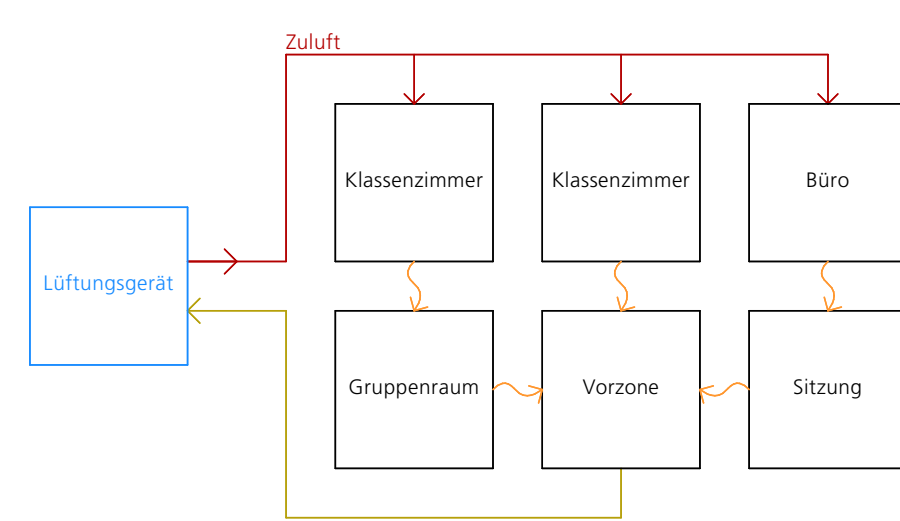 Zuluft
Klassenzimmer
Klassenzimmer
Büro
Lüftungsgerät
Gruppenraum
Vorzone
Sitzung